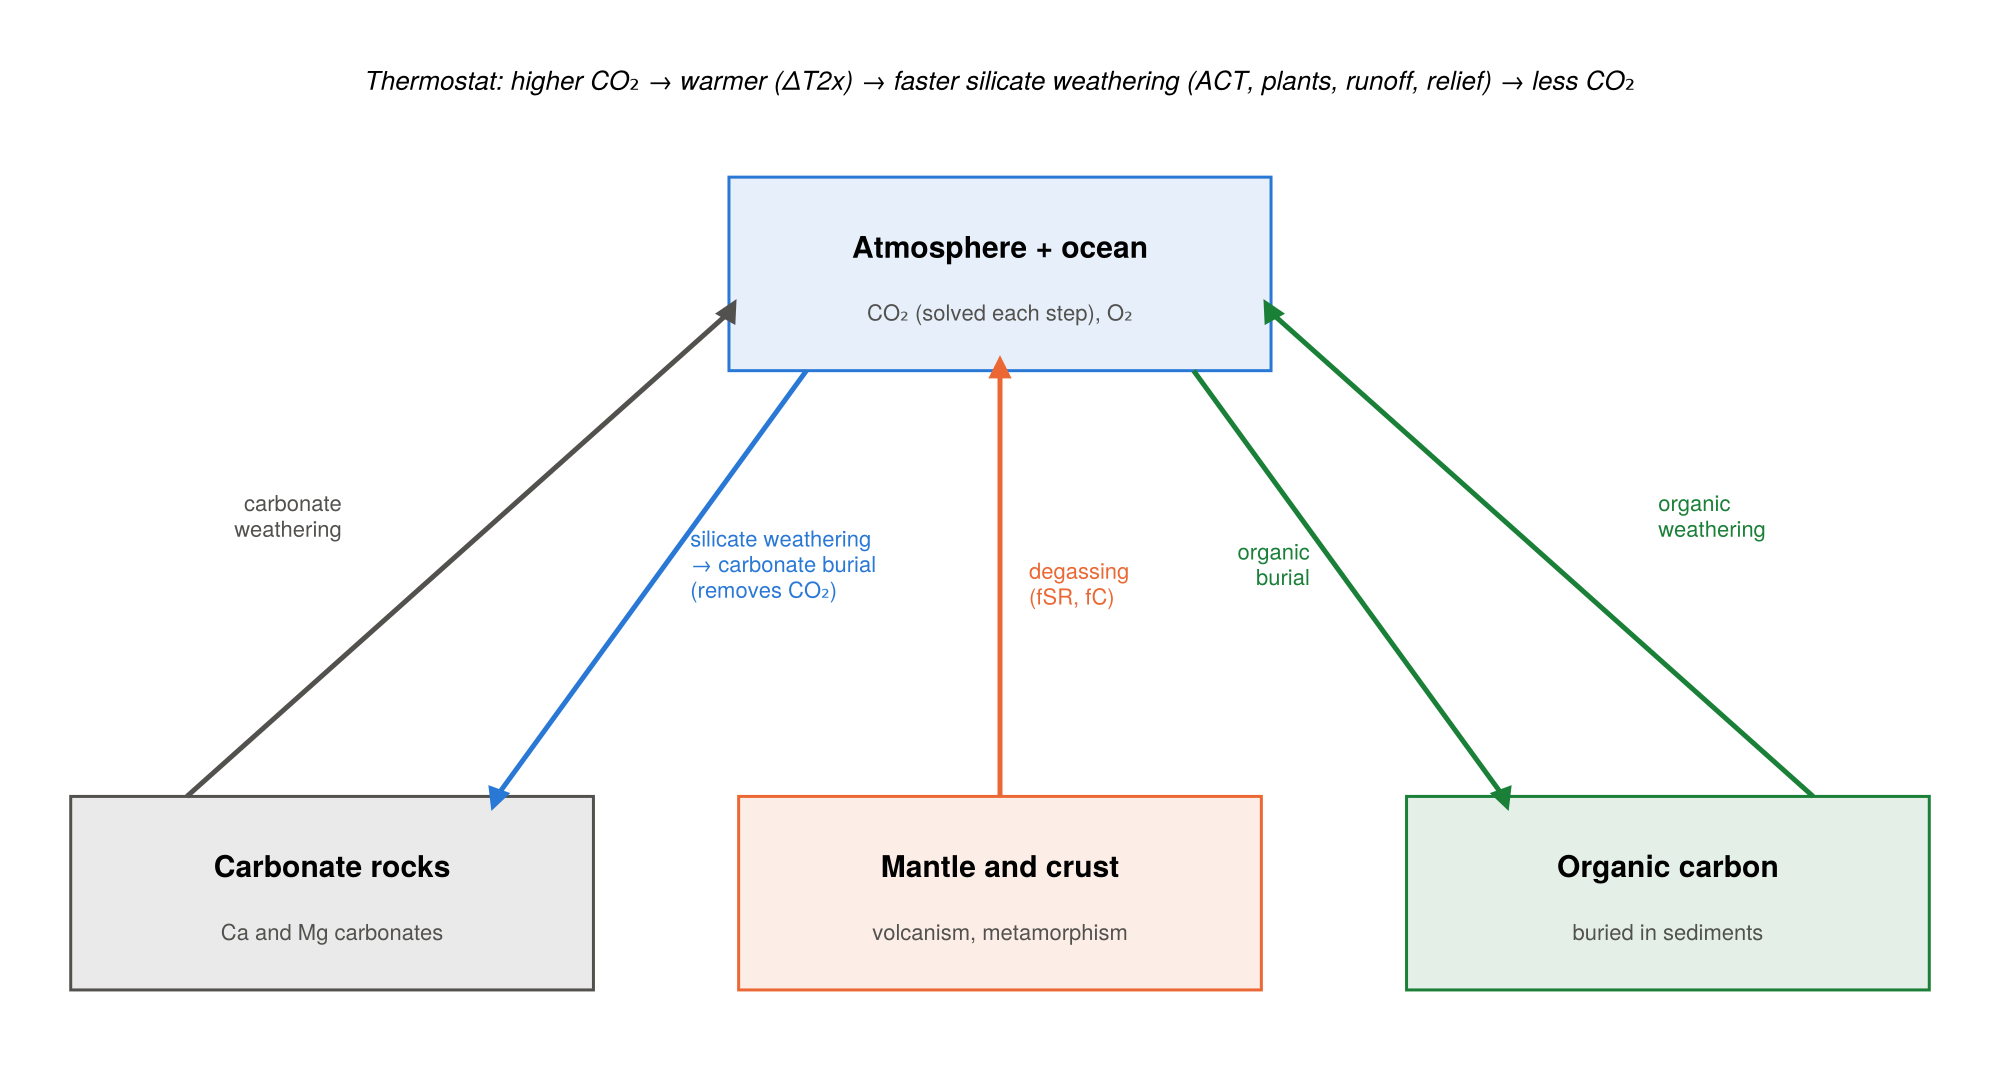 Thermostat: higher CO₂ → warmer (ΔT2x) → faster silicate weathering (ACT, plants, runoff, relief) → less CO₂
Atmosphere + ocean
CO₂ (solved each step), O₂
carbonate
weathering
silicate weathering
→ carbonate burial
(removes CO₂)
degassing
(fSR, fC)
organic
burial
organic
weathering
Carbonate rocks
Ca and Mg carbonates
Mantle and crust
volcanism, metamorphism
Organic carbon
buried in sediments